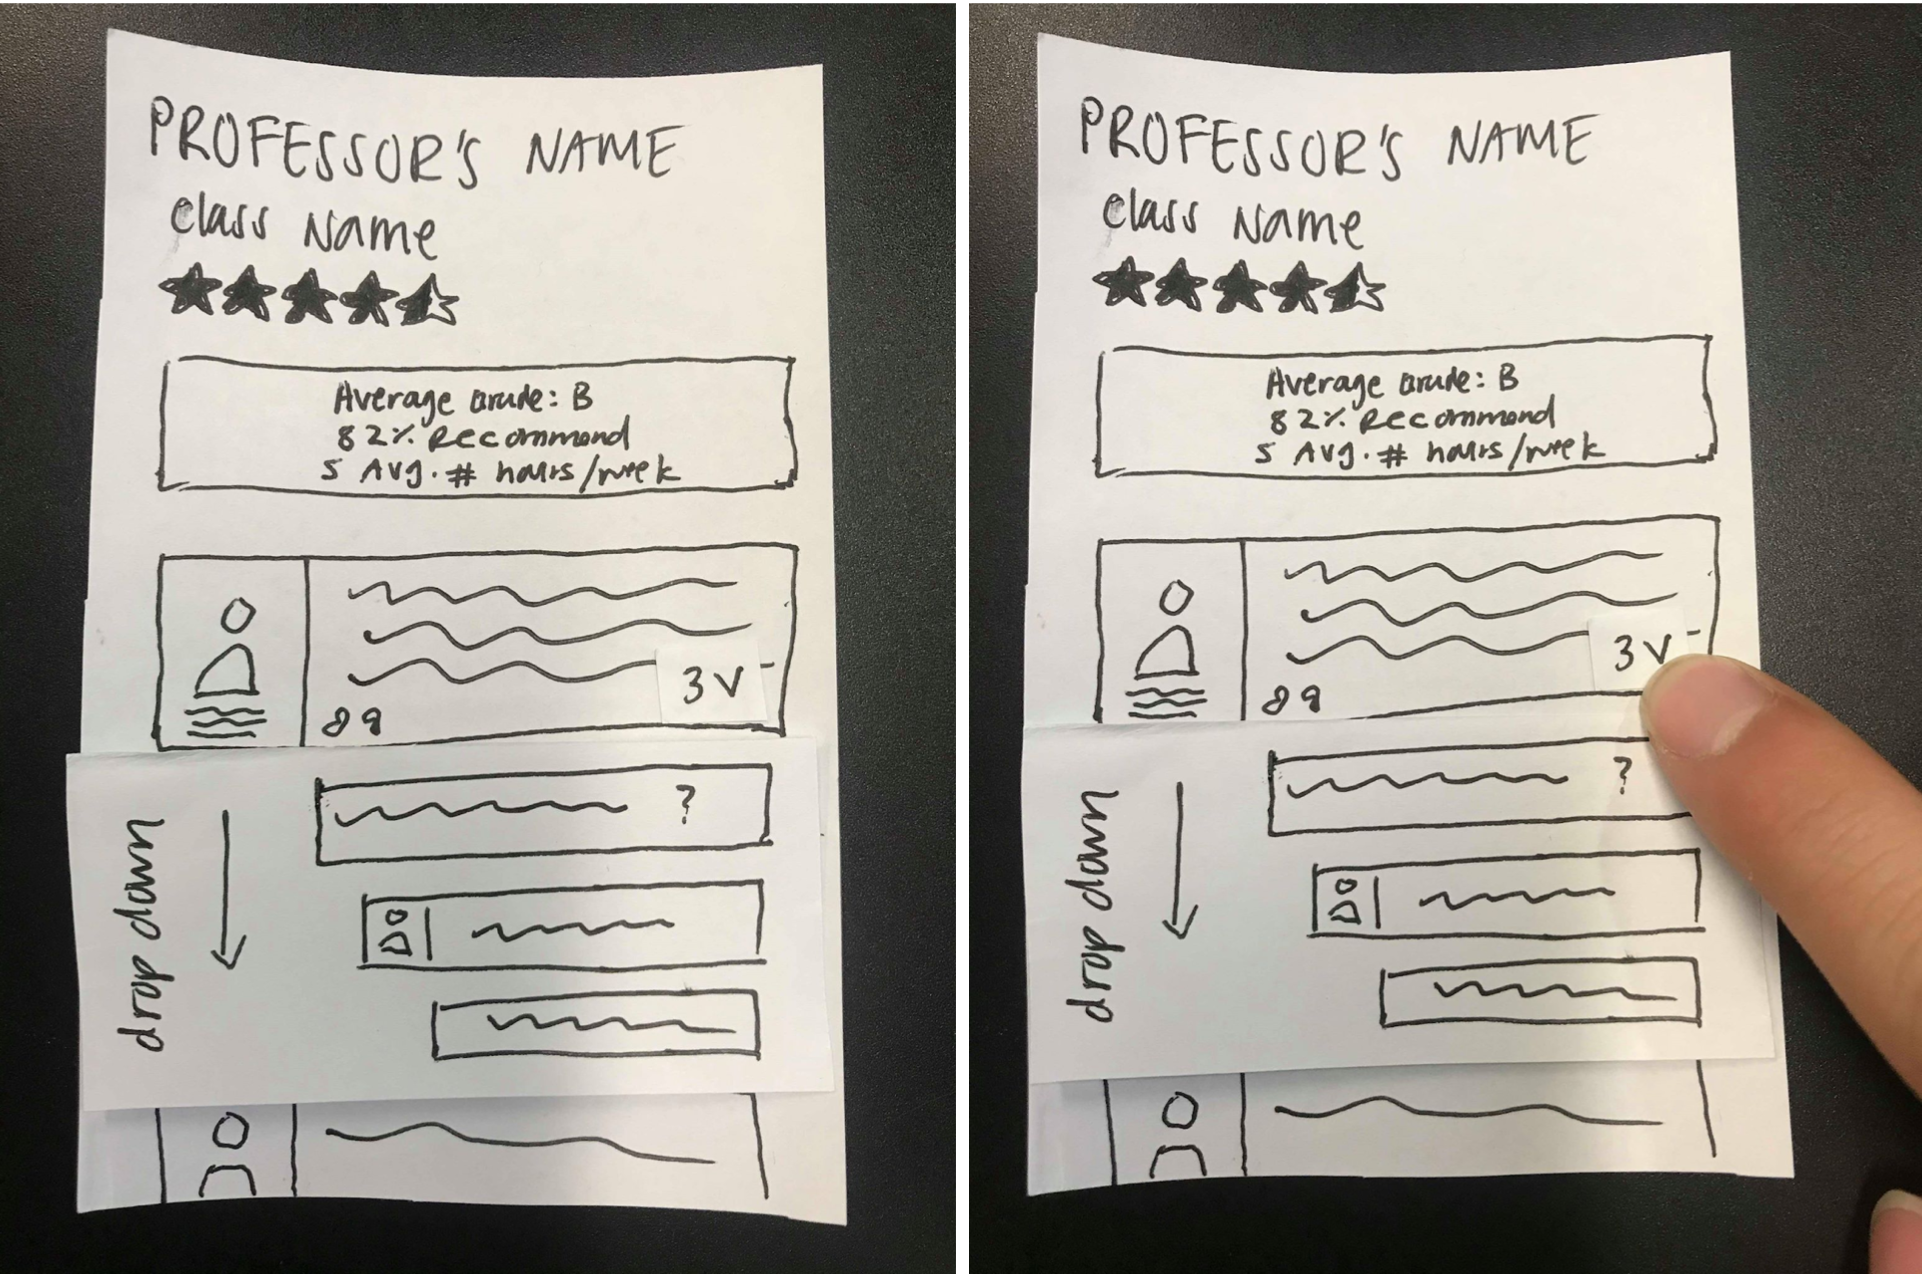 PROFESSOR'S NAME
Class Name
Average Grade: B
82% Recommend
5 Avg. # hours/week
3 V
?
drop down
PROFESSOR'S NAME
Class Name
Average Grade: B
82% Recommend
5 Avg. # hours/week
3 V
?
drop down